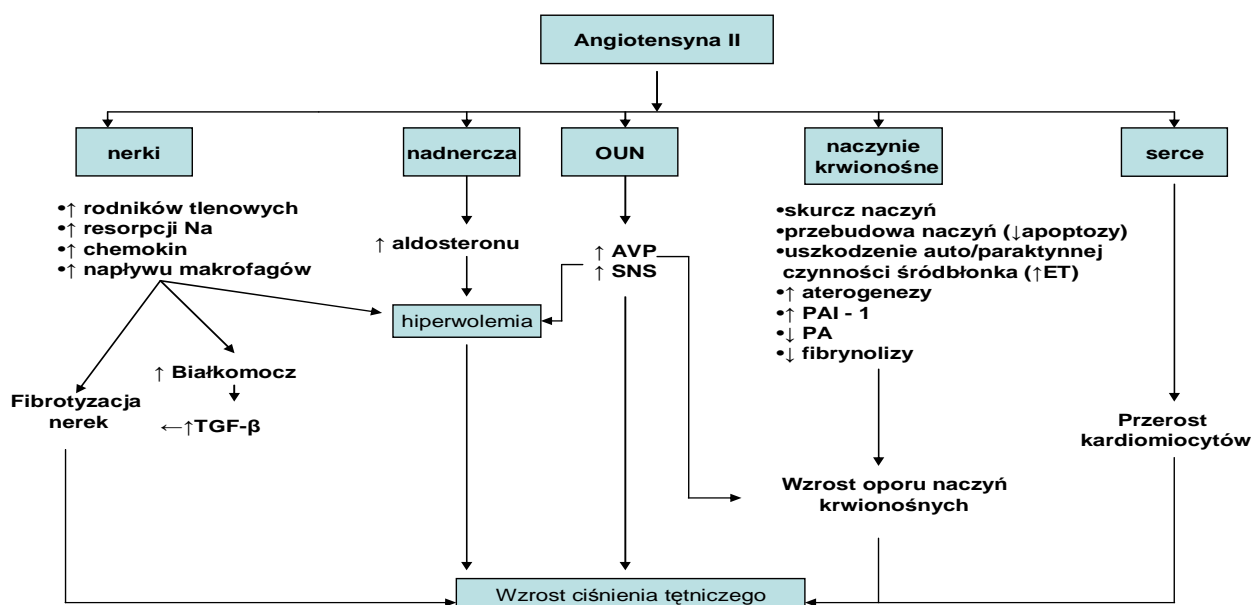 Angiotensyna II
nerki
nadnercza
OUN
naczynie
krwionośne
serce
•↑ rodników tlenowych
•↑ resorpcji Na
•↑ chemokin
•↑ napływu makrofagów
↑ aldosteronu
↑ AVP
↑ SNS
•skurcz naczyń
•przebudowa naczyń (↓apoptozy)
•uszkodzenie auto/paraktynnej
czynności śródbłonka (↑ET)
•↑ aterogenezy
•↑ PAI - 1
•↓ PA
•↓ fibrynolizy
hiperwolemia
↑ Białkomocz
Fibrotyzacja
nerek
←↑TGF-β
Przerost
kardiomiocytów
Wzrost oporu naczyń
krwionośnych
Wzrost ciśnienia tętniczego